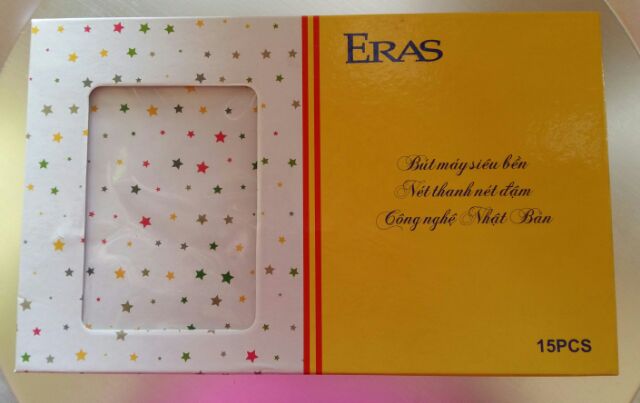 ERAS
Bút máy siêu bền
Nét thanh nét đậm
Công nghệ Nhật Bản
15PCS